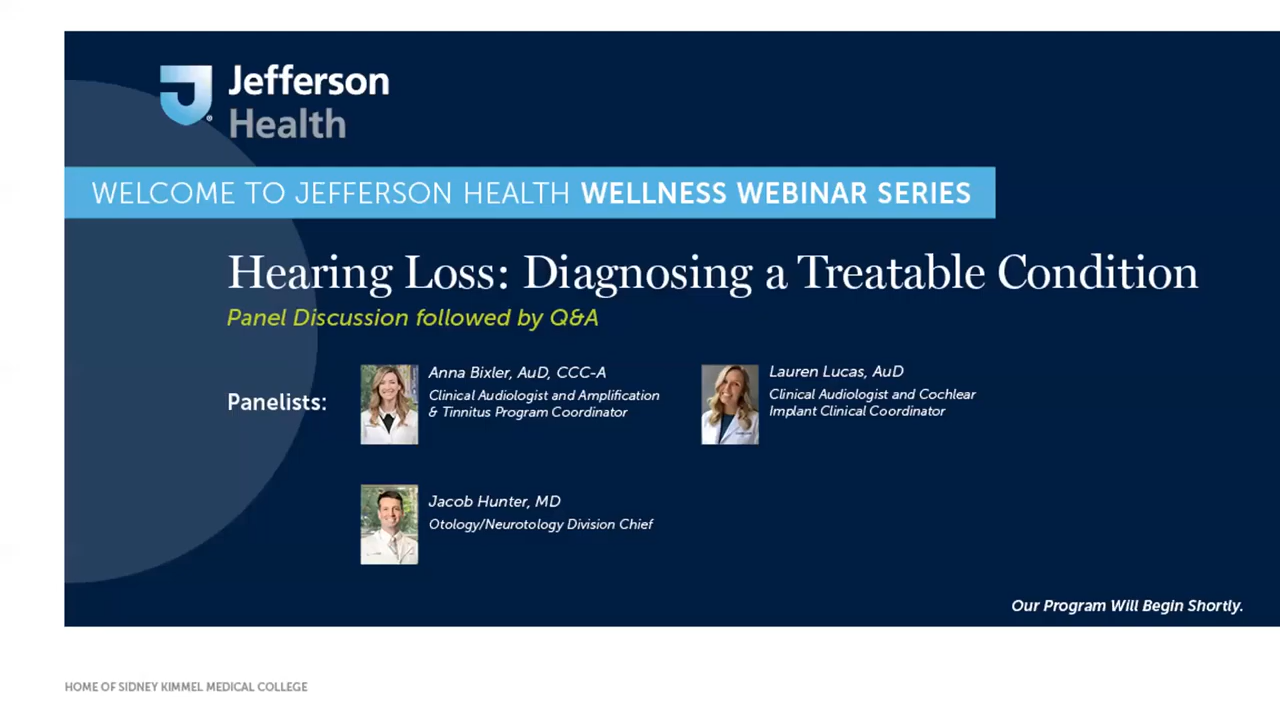 Jefferson
Health
WELCOME TO JEFFERSON HEALTH WELLNESS WEBINAR SERIES
Hearing Loss: Diagnosing a Treatable Condition
Panel Discussion followed by Q&A
Panelists:
Anna Bixler, AuD, CCC-A
Clinical Audiologist and Amplification
& Tinnitus Program Coordinator
Lauren Lucas, AuD
Clinical Audiologist and Cochlear
Implant Clinical Coordinator
Jacob Hunter, MD
Otology/Neurotology Division Chief
Our Program Will Begin Shortly.
HOME OF SIDNEY KIMMEL MEDICAL COLLEGE